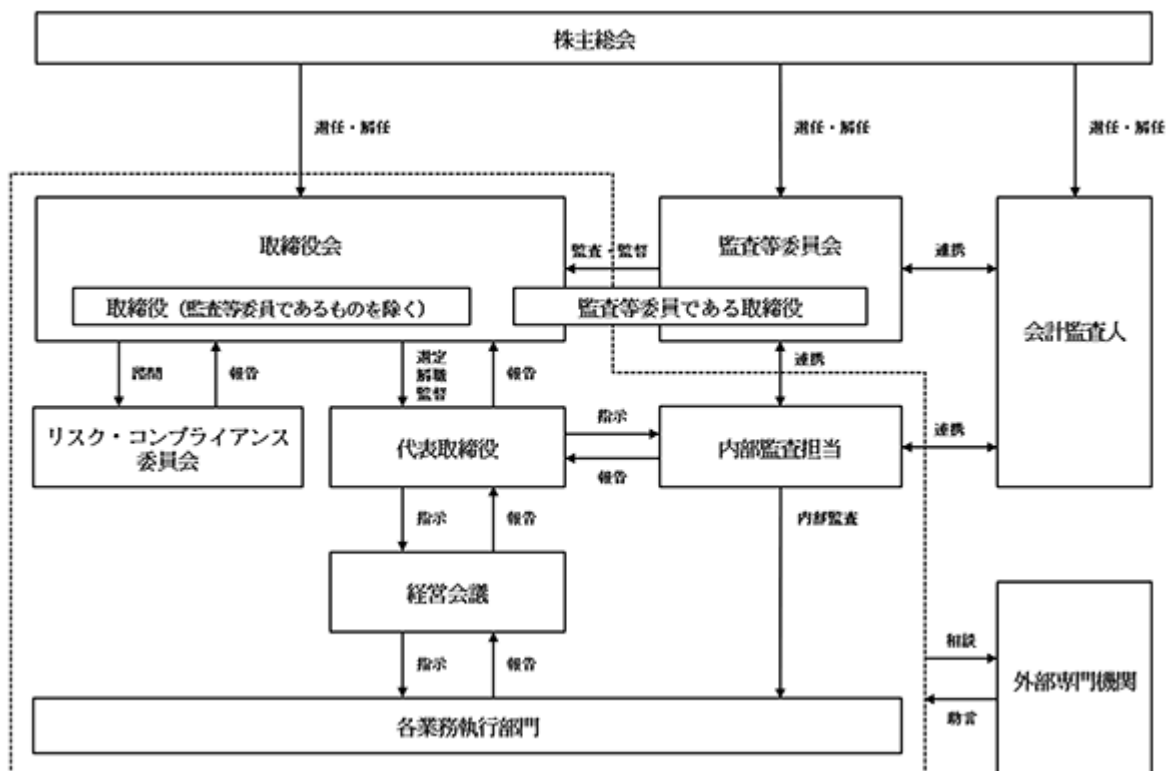 株主総会
選任・解任
選任・解任
選任・解任
取締役会
監査・監督
監査等委員会
連携
取締役（監査等委員であるものを除く）
監査等委員である取締役
会計監査人
諮問
報告
選定
解職
監督
報告
連携
リスク・コンプライアンス
委員会
代表取締役
指示
報告
内部監査担当
連携
指示
報告
内部監査
経営会議
指示
報告
相談
助言
外部専門機関
各業務執行部門